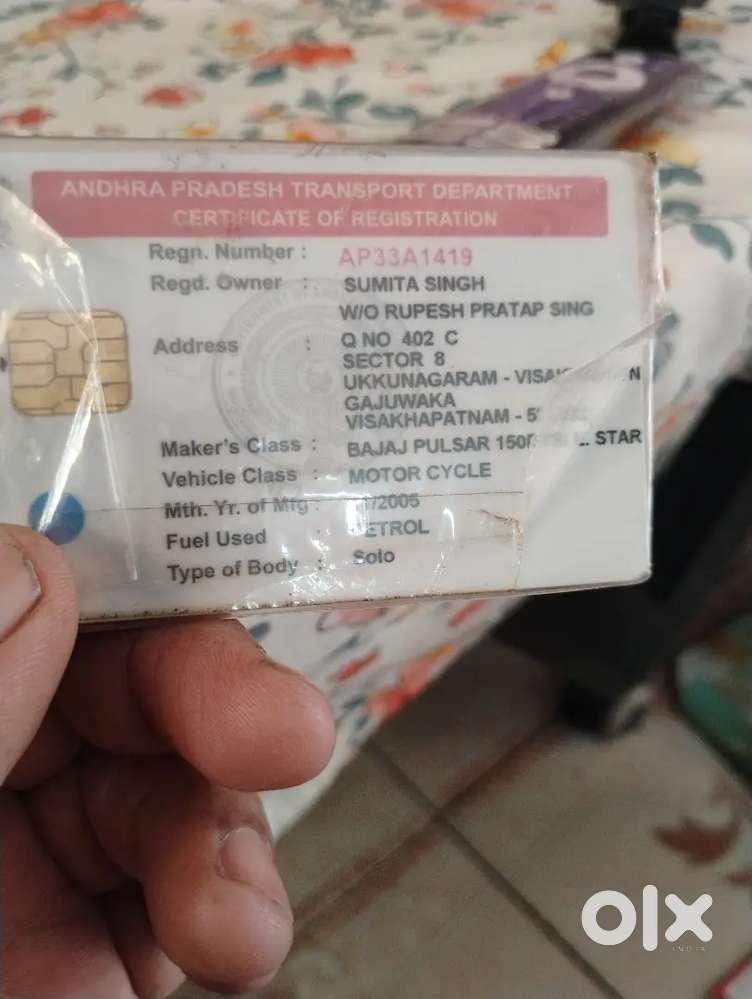 ANDHRA PRADESH TRANSPORT DEPARTMENT
CERTIFICATE OF REGISTRATION
Regn. Number : AP33A1419
Regd. Owner : SUMITA SINGH
W/O RUPESH PRATAP SING
Address : Q NO 402 C
SECTOR 8
UKKUNAGARAM -
GAJUWAKA
VISAKHAPATNAM -
Maker's Class : BAJAJ PULSAR STAR
Vehicle Class : MOTOR CYCLE
Mth. Yr. of Mfg :
Fuel Used : PETROL
Type of Body : Solo
olx
INDIA